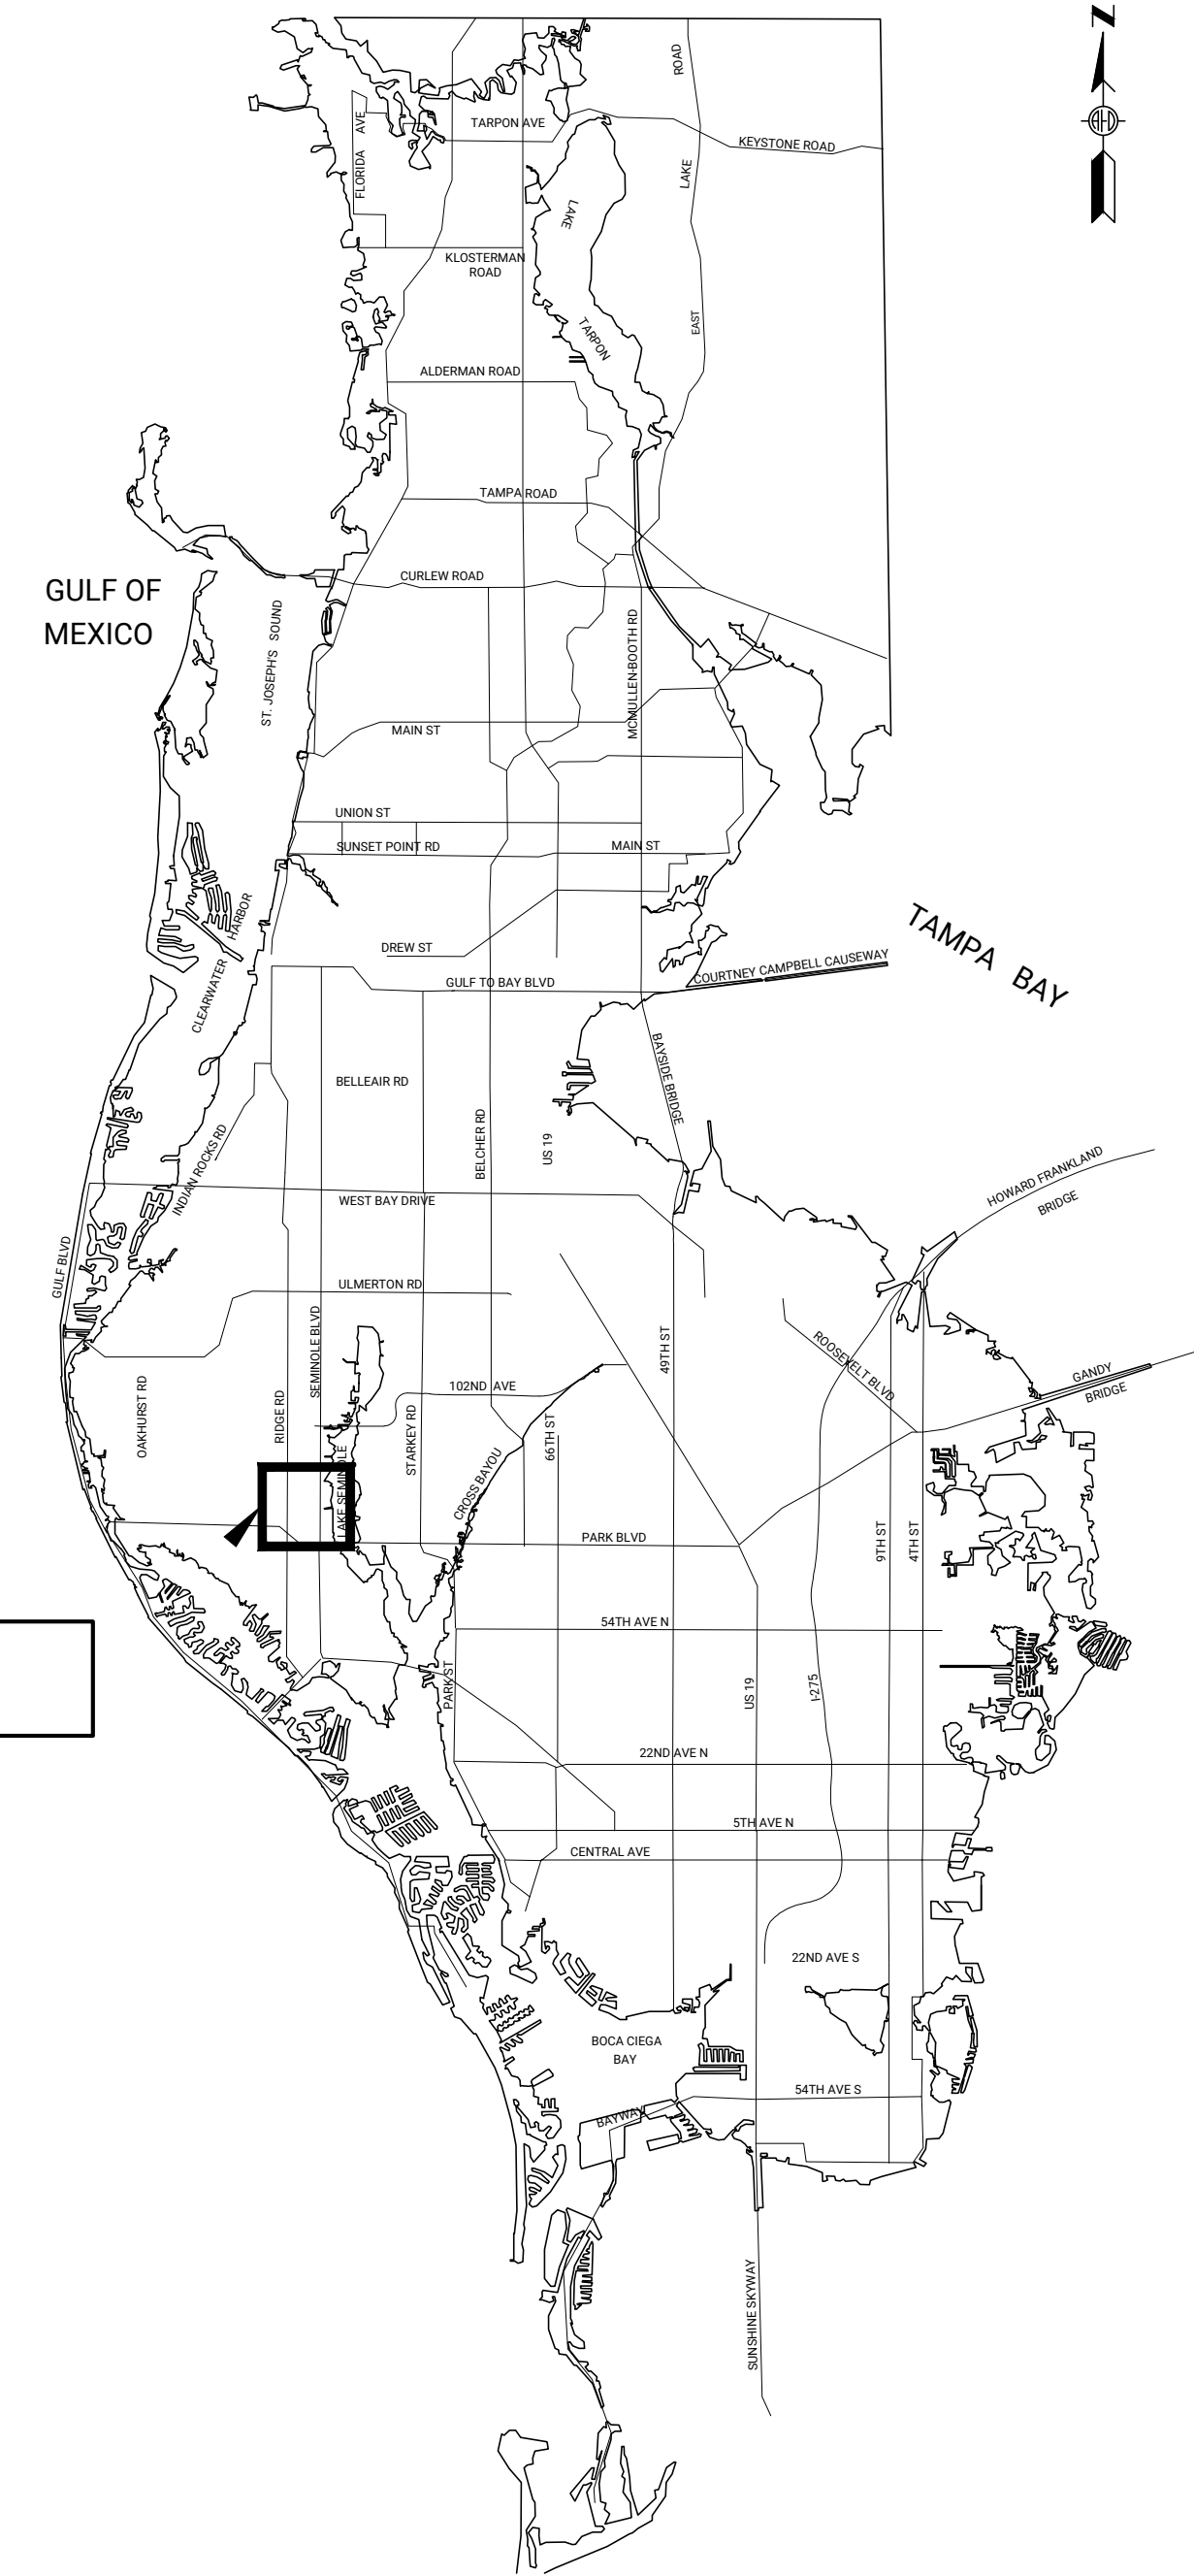 N
ROAD
FLORIDA AVE
TARPON AVE
KEYSTONE ROAD
LAKE
LAKE
KLOSTERMAN
ROAD
EAST
TARPON
ALDERMAN ROAD
TAMPA ROAD
CURLEW ROAD
GULF OF
MEXICO
ST. JOSEPH'S SOUND
MCMULLEN-BOOTH RD
MAIN ST
UNION ST
SUNSET POINT RD
MAIN ST
HARBOR
CLEARWATER
DREW ST
TAMPA BAY
COURTNEY CAMPBELL CAUSEWAY
GULF TO BAY BLVD
BAYSIDE BRIDGE
BELLEAIR RD
BELCHER RD
US 19
INDIAN ROCKS RD
HOWARD FRANKLAND
BRIDGE
WEST BAY DRIVE
GULF BLVD
ULMERTON RD
SEMINOLE BLVD
49TH ST
ROOSEVELT BLVD
GANDY
BRIDGE
102ND AVE
OAKHURST RD
RIDGE RD
STARKEY RD
66TH ST
LAKE SEMINOLE
CROSS BAYOU
PARK BLVD
9TH ST
4TH ST
54TH AVE N
PARK ST
US 19
I-275
22ND AVE N
5TH AVE N
CENTRAL AVE
22ND AVE S
BOCA CIEGA
BAY
54TH AVE S
BAYWAY
SUNSHINE SKYWAY